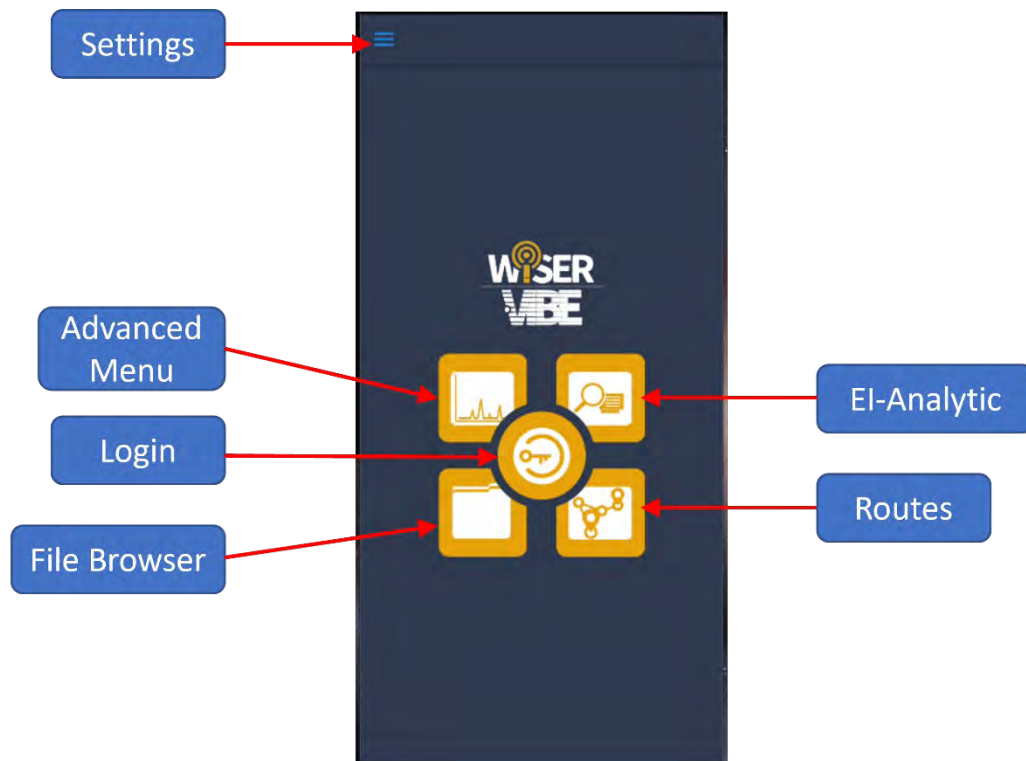 Settings
WiSER
VIBE
Advanced
Menu
EI-Analytic
Login
Routes
File Browser